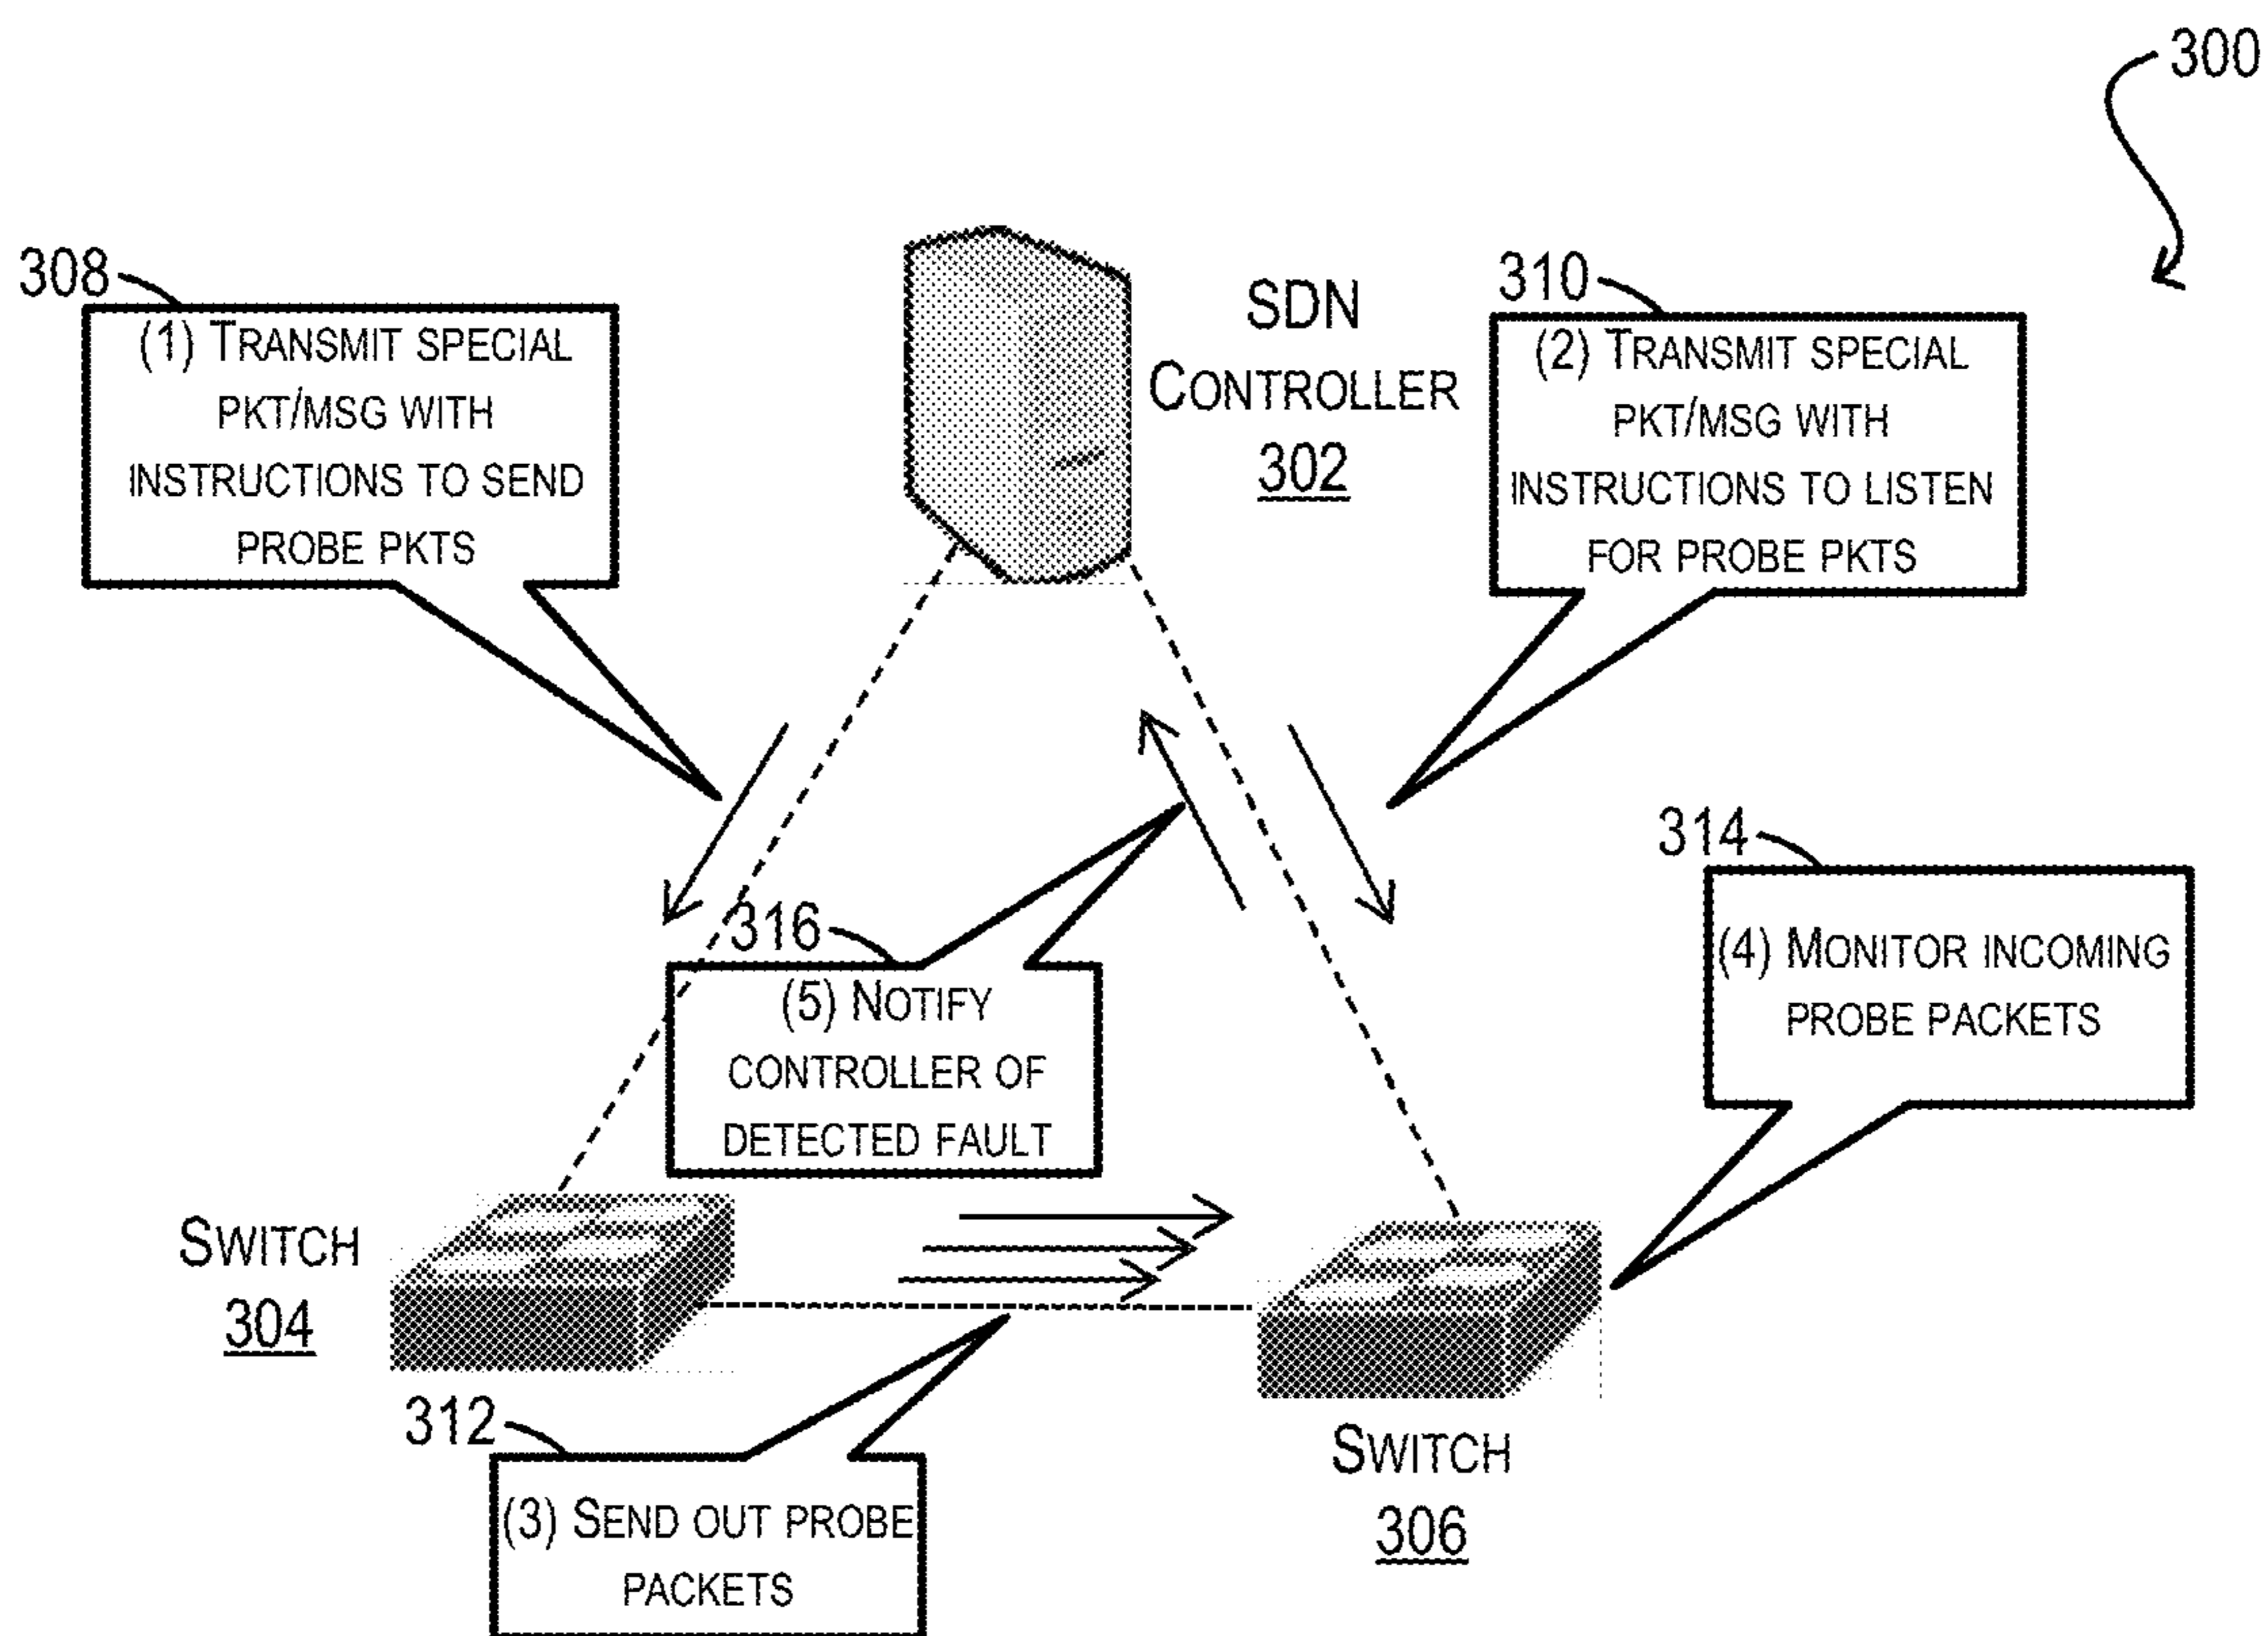 300
308
(1) TRANSMIT SPECIAL
PKT/MSG WITH
INSTRUCTIONS TO SEND
PROBE PKTS
SDN
CONTROLLER
302
310
(2) TRANSMIT SPECIAL
PKT/MSG WITH
INSTRUCTIONS TO LISTEN
FOR PROBE PKTS
314
(4) MONITOR INCOMING
PROBE PACKETS
316
(5) NOTIFY
CONTROLLER OF
DETECTED FAULT
SWITCH
304
312
(3) SEND OUT PROBE
PACKETS
SWITCH
306